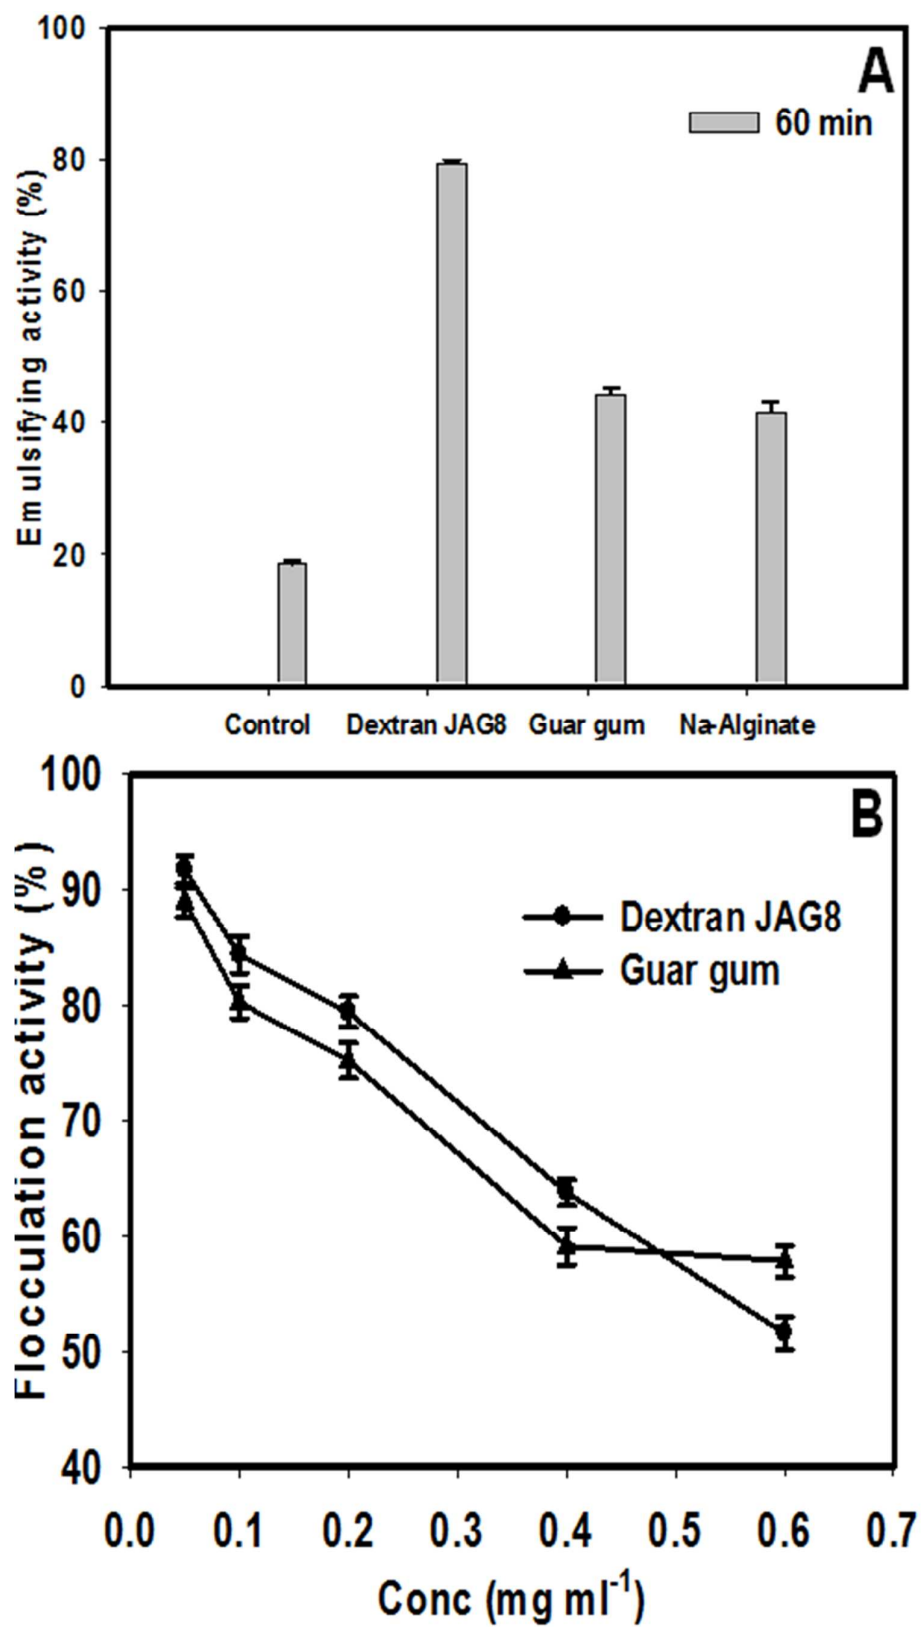 A
60 min
Emulsifying activity (%)
100
80
60
40
20
0
Control Dextran JAG8 Guar gum Na-Alginate
B
Dextran JAG8
Guar gum
Flocculation activity (%)
100
90
80
70
60
50
40
0.0 0.1 0.2 0.3 0.4 0.5 0.6 0.7
Conc (mg ml⁻¹)